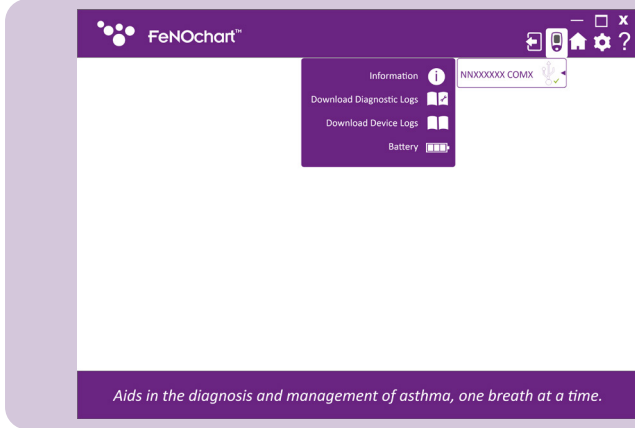 FeNOchart™
Information
NNXXXXXX COMX
Download Diagnostic Logs
Download Device Logs
Battery
Aids in the diagnosis and management of asthma, one breath at a time.